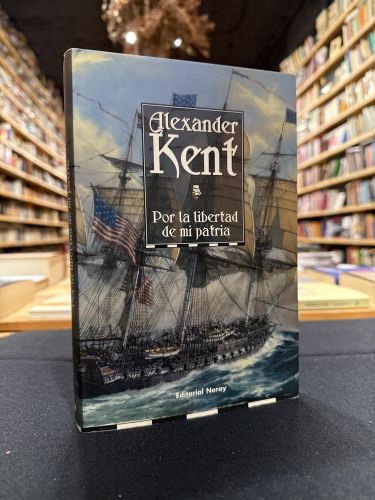 Alexander
Kent
Por la libertad
de mi patria
Editorial Noray